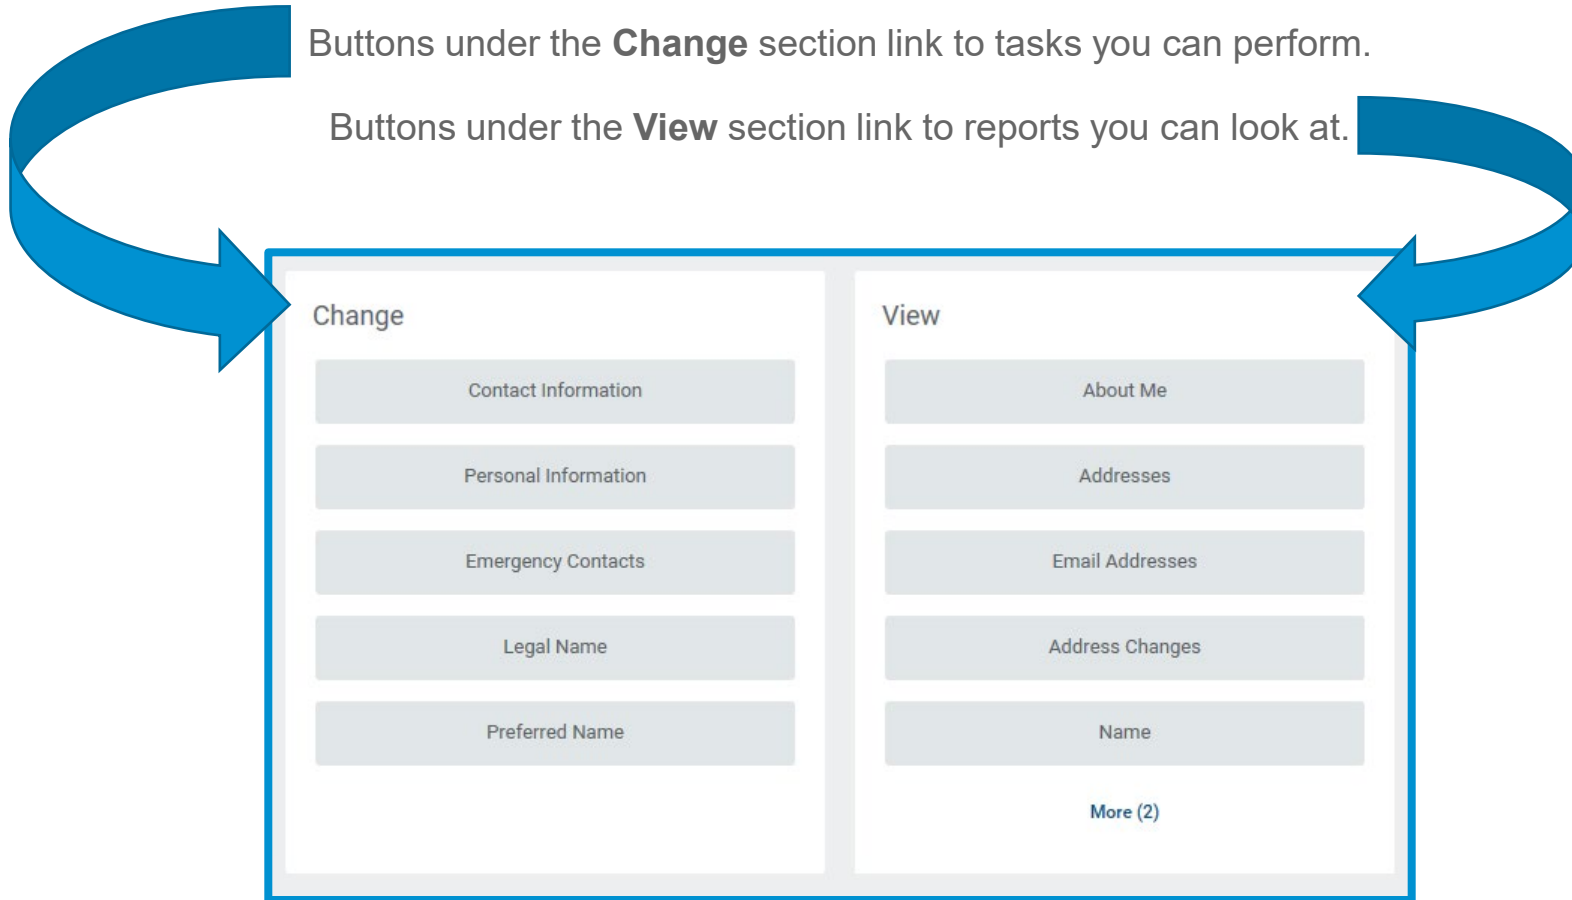 Buttons under the Change section link to tasks you can perform.
Buttons under the View section link to reports you can look at.
Change
Contact Information
Personal Information
Emergency Contacts
Legal Name
Preferred Name
View
About Me
Addresses
Email Addresses
Address Changes
Name
More (2)